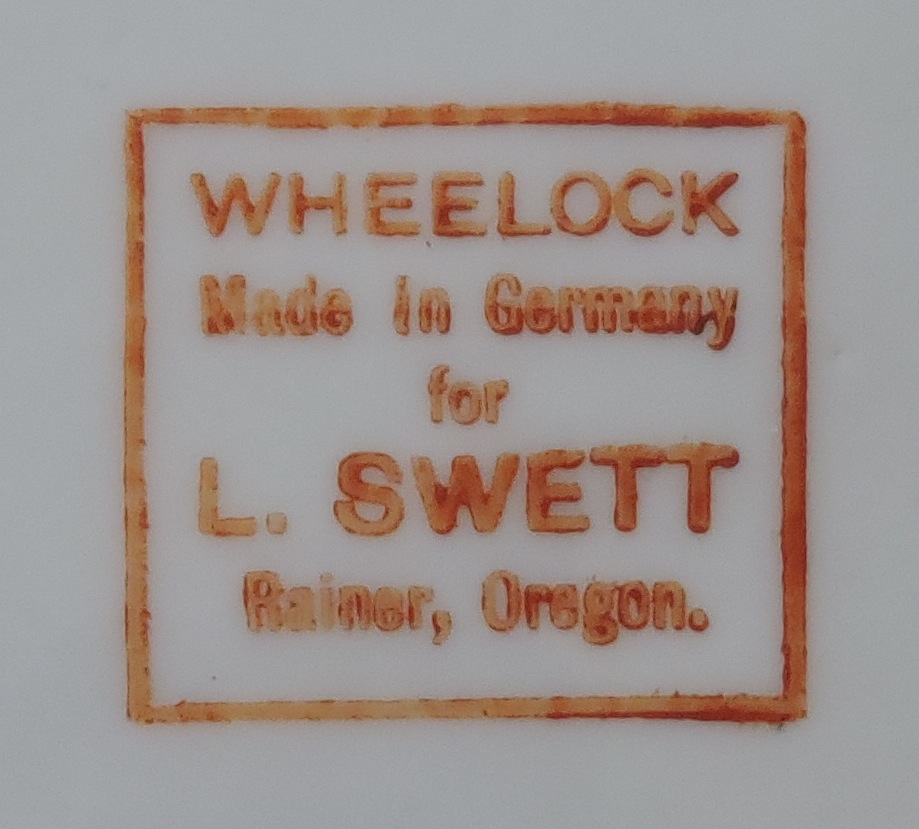 WHEELOCK
Made in Germany
for
L. SWETT
Rainer, Oregon.